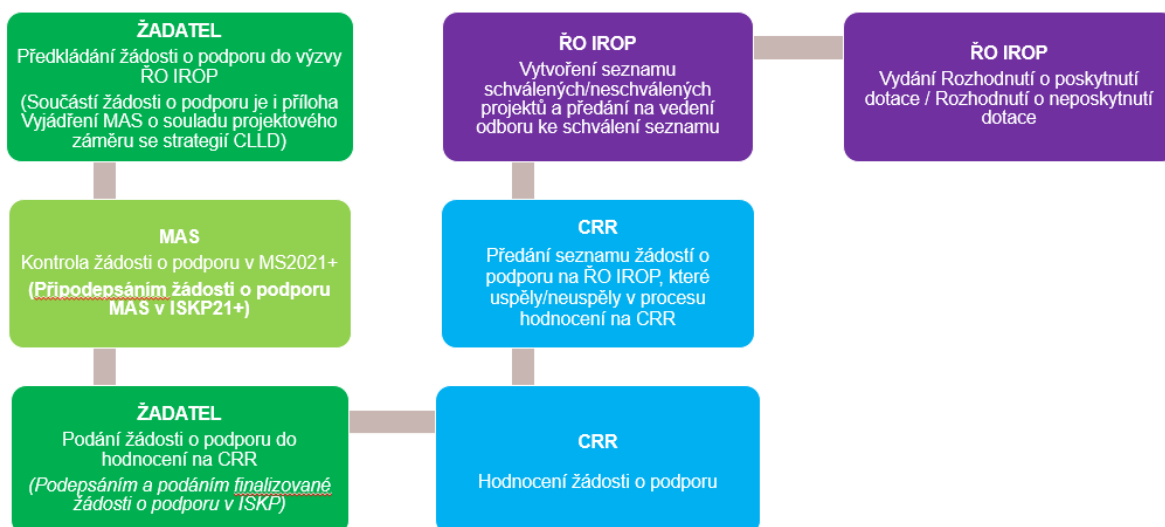 ŽADATEL
Předkládání žádosti o podporu do výzvy
ŘO IROP
(Součástí žádosti o podporu je i příloha
Vyjádření MAS o souladu projektového
záměru se strategií CLLD)
MAS
Kontrola žádosti o podporu v MS2021+
(Připodepsáním žádosti o podporu
MAS v ISKP21+)
ŽADATEL
Podání žádosti o podporu do
hodnocení na CRR
(Podepsáním a podáním finalizované
žádosti o podporu v ISKP)
CRR
Hodnocení žádosti o podporu
CRR
Předání seznamu žádostí o
podporu na ŘO IROP, které
uspěly/neuspěly v procesu
hodnocení na CRR
ŘO IROP
Vytvoření seznamu
schválených/neschválených
projektů a předání na vedení
odboru ke schválení seznamu
ŘO IROP
Vydání Rozhodnutí o poskytnutí
dotace / Rozhodnutí o neposkytnutí
dotace